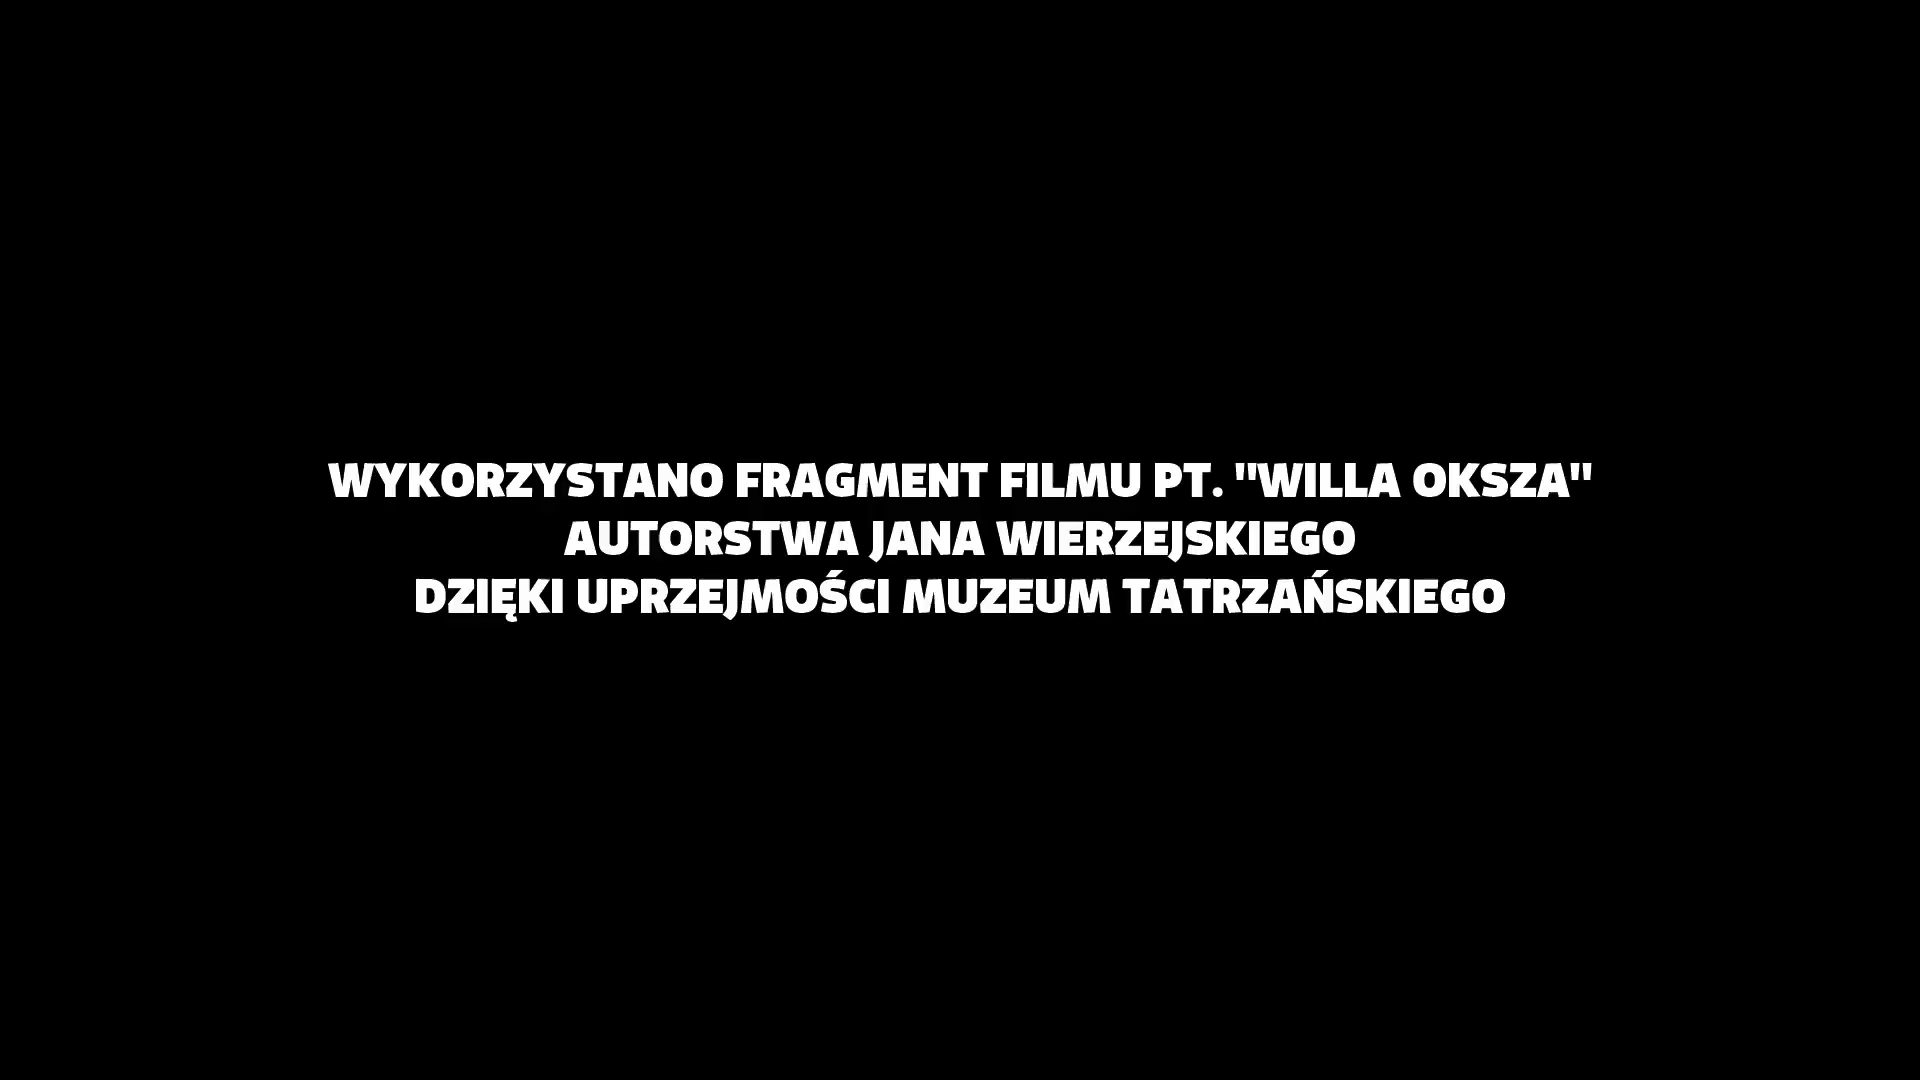 WYKORZYSTANO FRAGMENT FILMU PT. "WILLA OKSZA"
AUTORSTWA JANA WIERZEJSKIEGO
DZIĘKI UPRZEJMOŚCI MUZEUM TATRZAŃSKIEGO